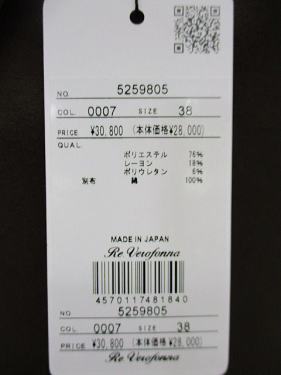 NO. 5259805
COL. 0007 SIZE 38
PRICE ¥30,800 (本体価格¥28,000)
QUAL.
ポリエステル 76%
レーヨン 18%
ポリウレタン 6%
別布 綿 100%
MADE IN JAPAN
Re. Verofonna
4570117481840
NO. 5259805
COL. 0007 SIZE 38
PRICE ¥30,800 (本体価格¥28,000)
Re. Verofonna